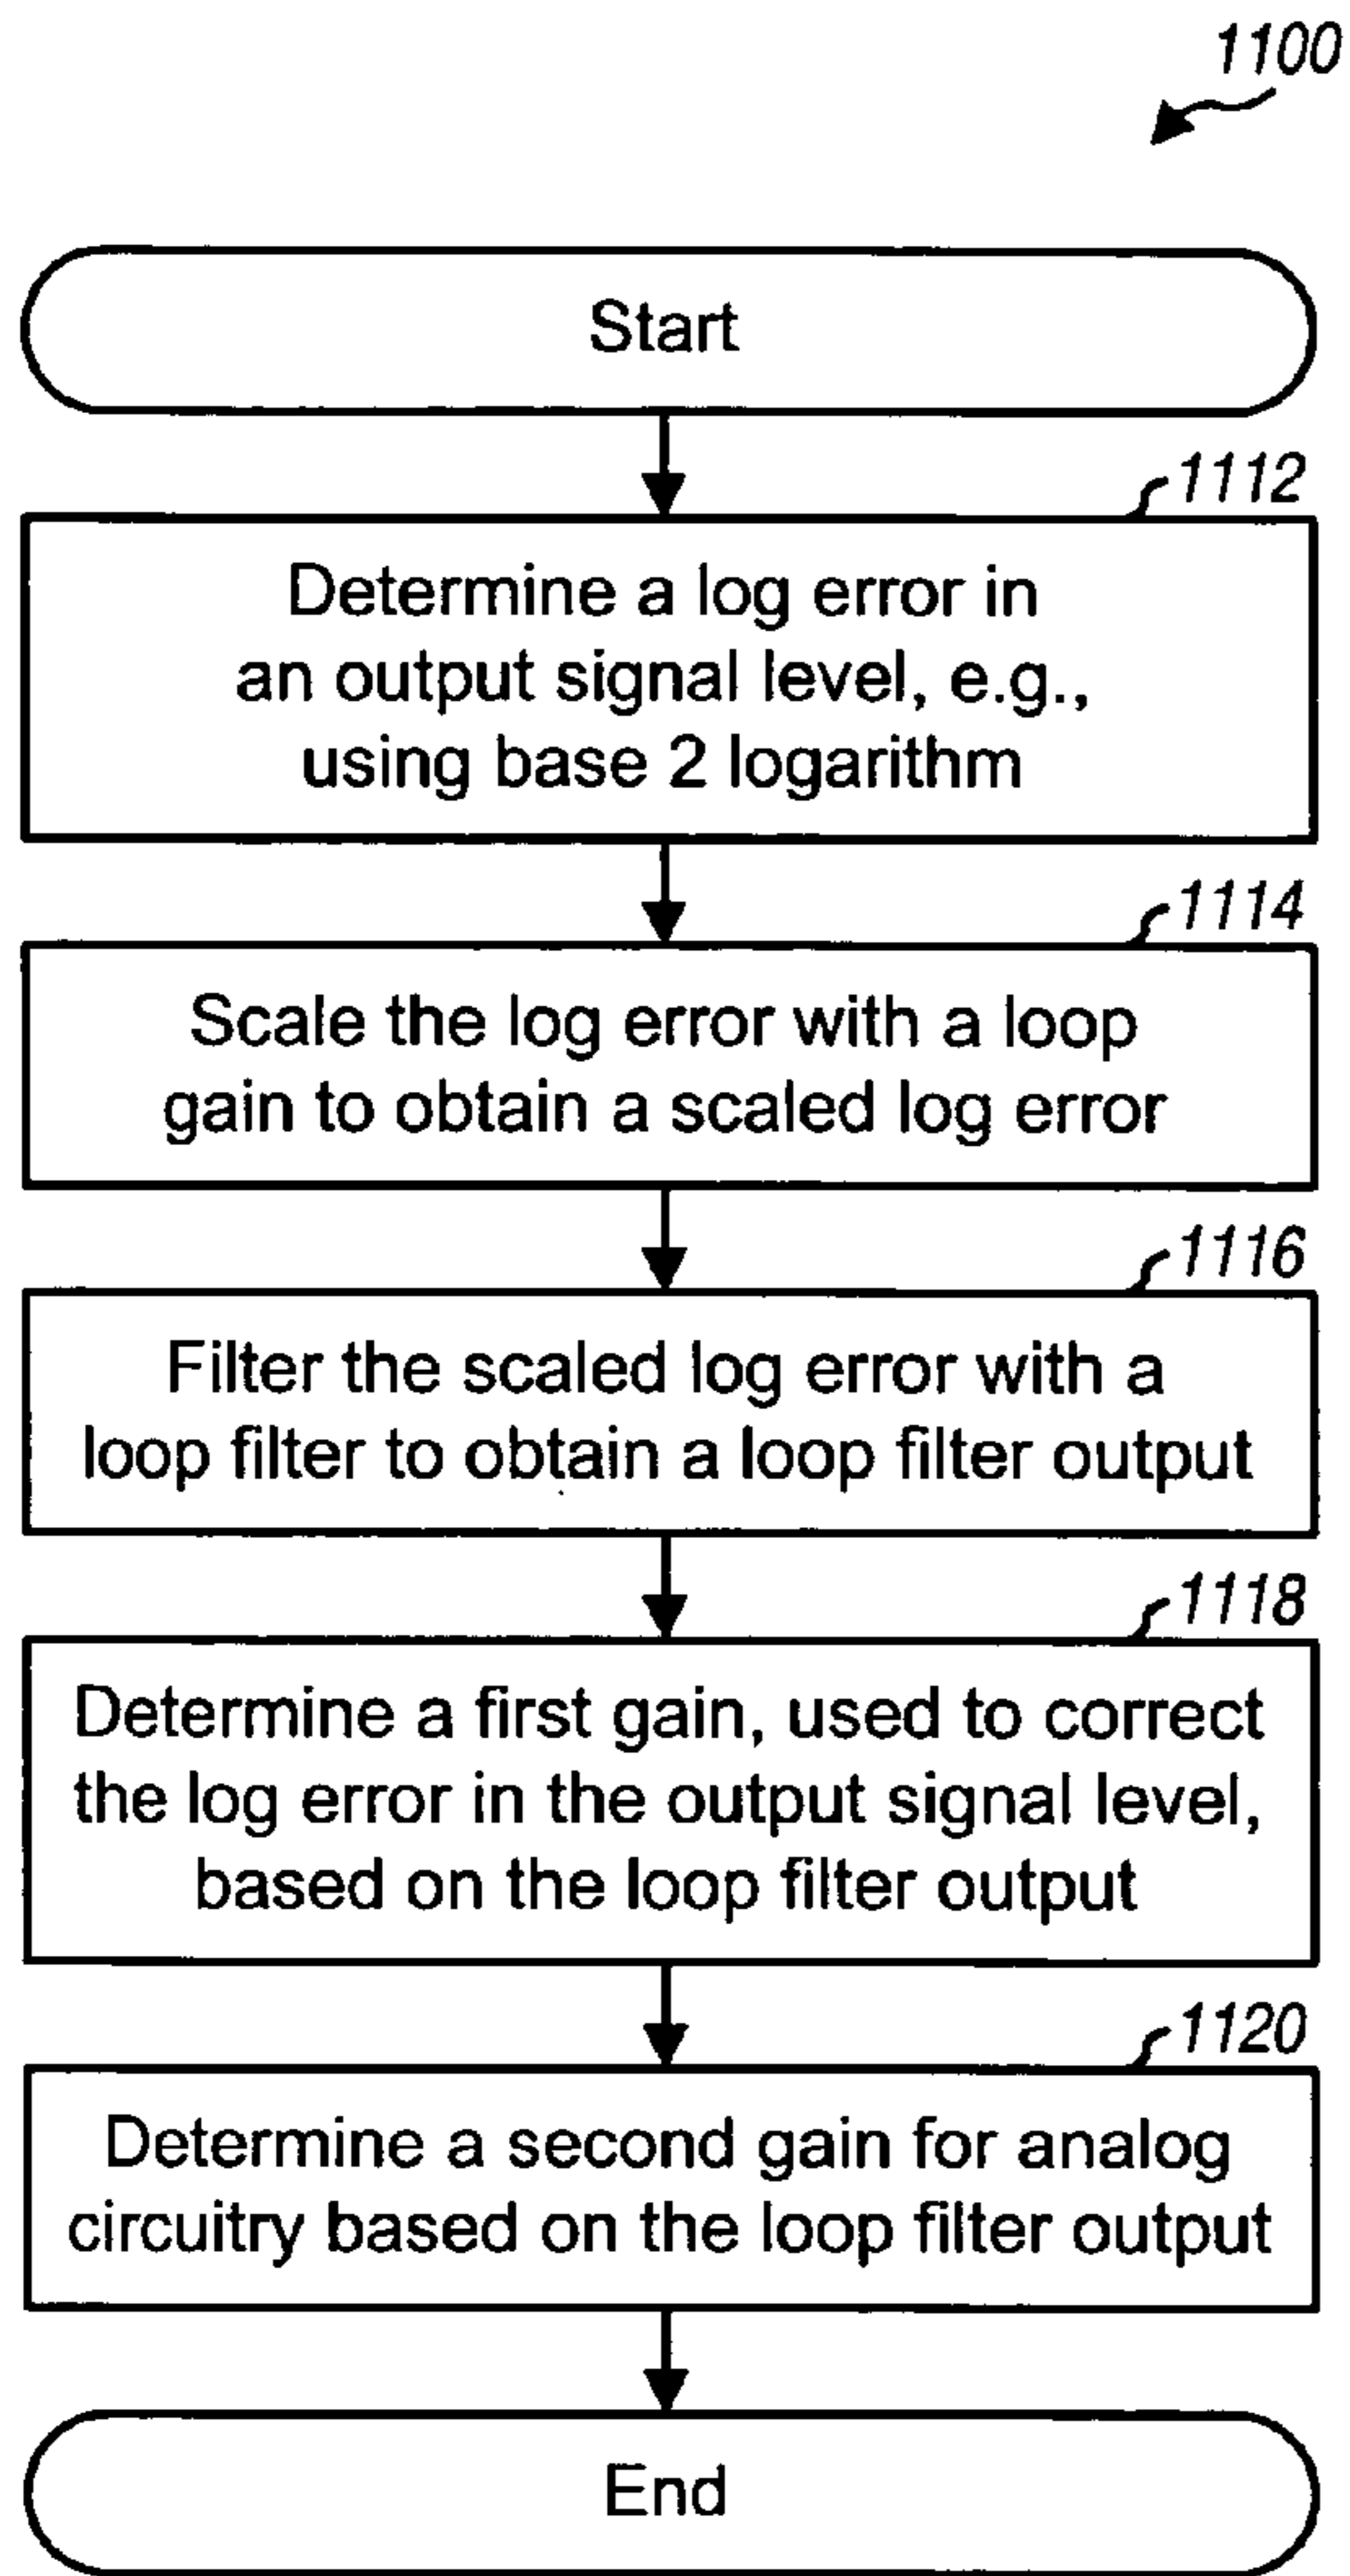 1100
Start
1112
Determine a log error in
an output signal level, e.g.,
using base 2 logarithm
1114
Scale the log error with a loop
gain to obtain a scaled log error
1116
Filter the scaled log error with a
loop filter to obtain a loop filter output
1118
Determine a first gain, used to correct
the log error in the output signal level,
based on the loop filter output
1120
Determine a second gain for analog
circuitry based on the loop filter output
End